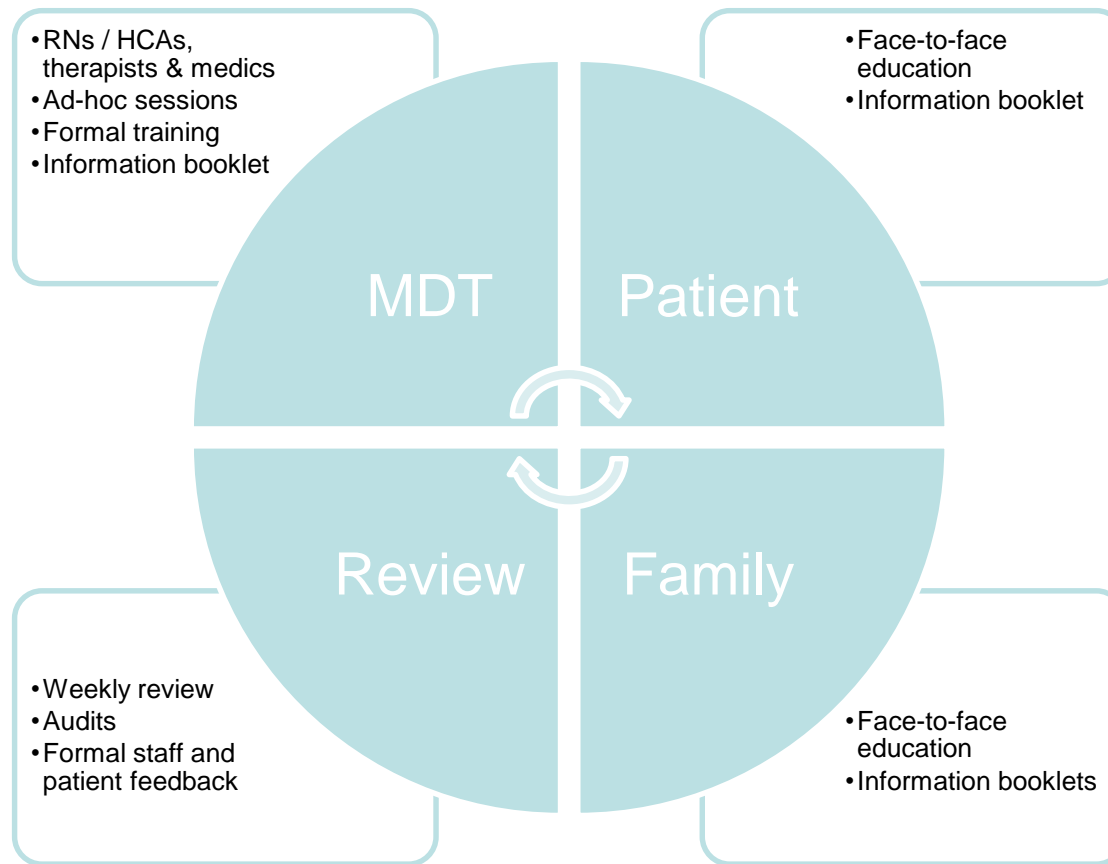 •RNs / HCAs,
therapists & medics
•Ad-hoc sessions
•Formal training
•Information booklet
•Face-to-face
education
•Information booklet
MDT
Patient
Review
Family
•Weekly review
•Audits
•Formal staff and
patient feedback
•Face-to-face
education
•Information booklets